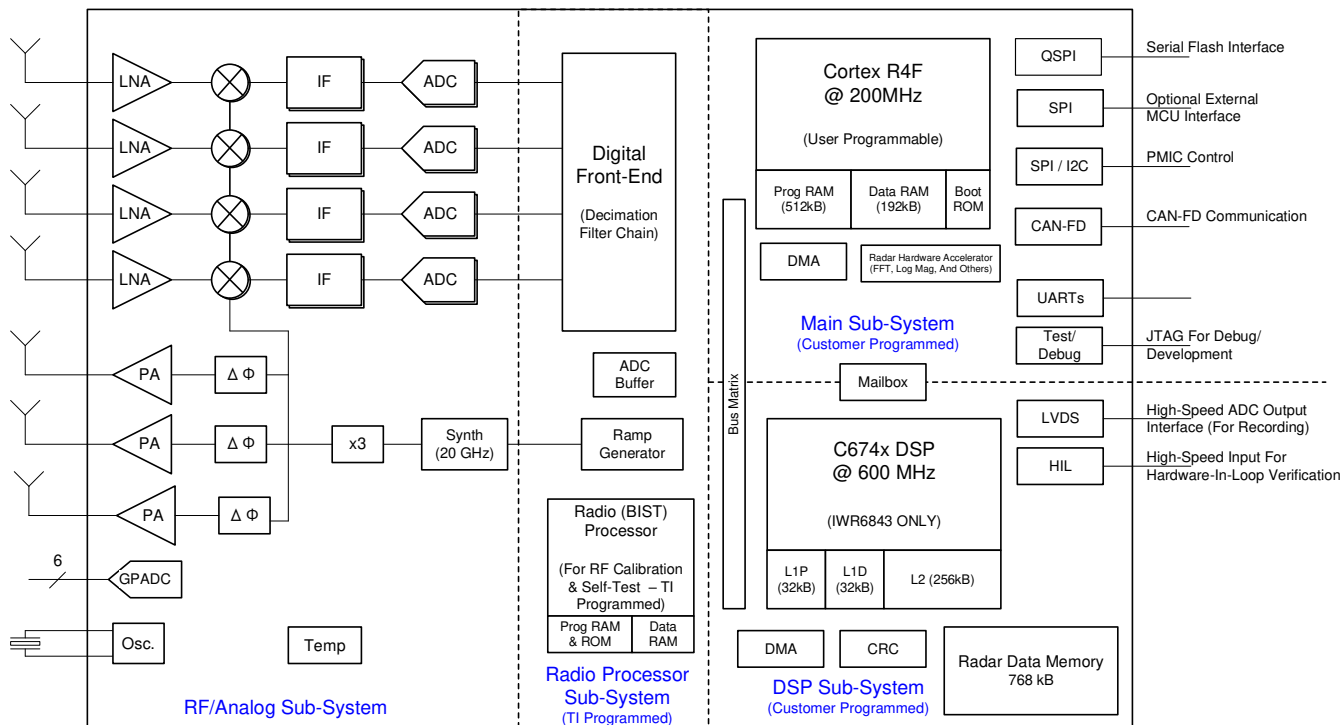 LNA
IF
ADC
LNA
IF
ADC
LNA
IF
ADC
LNA
IF
ADC
Digital
Front-End
(Decimation
Filter Chain)
PA
Δ Φ
PA
Δ Φ
PA
Δ Φ
x3
Synth
(20 GHz)
Ramp
Generator
ADC
Buffer
6
GPADC
Osc.
Temp
RF/Analog Sub-System
Radio (BIST)
Processor
(For RF Calibration
& Self-Test – TI
Programmed)
Prog RAM
& ROM
Data
RAM
Radio Processor
Sub-System
(TI Programmed)
Bus Matrix
Cortex R4F
@ 200MHz
(User Programmable)
Prog RAM
(512kB)
Data RAM
(192kB)
Boot
ROM
DMA
Radar Hardware Accelerator
(FFT, Log Mag, And Others)
Main Sub-System
(Customer Programmed)
Mailbox
C674x DSP
@ 600 MHz
(IWR6843 ONLY)
L1P
(32kB)
L1D
(32kB)
L2 (256kB)
DMA
CRC
Radar Data Memory
768 kB
DSP Sub-System
(Customer Programmed)
QSPI
Serial Flash Interface
SPI
Optional External
MCU Interface
SPI / I2C
PMIC Control
CAN-FD
CAN-FD Communication
UARTs
Test/
Debug
JTAG For Debug/
Development
LVDS
High-Speed ADC Output
Interface (For Recording)
HIL
High-Speed Input For
Hardware-In-Loop Verification